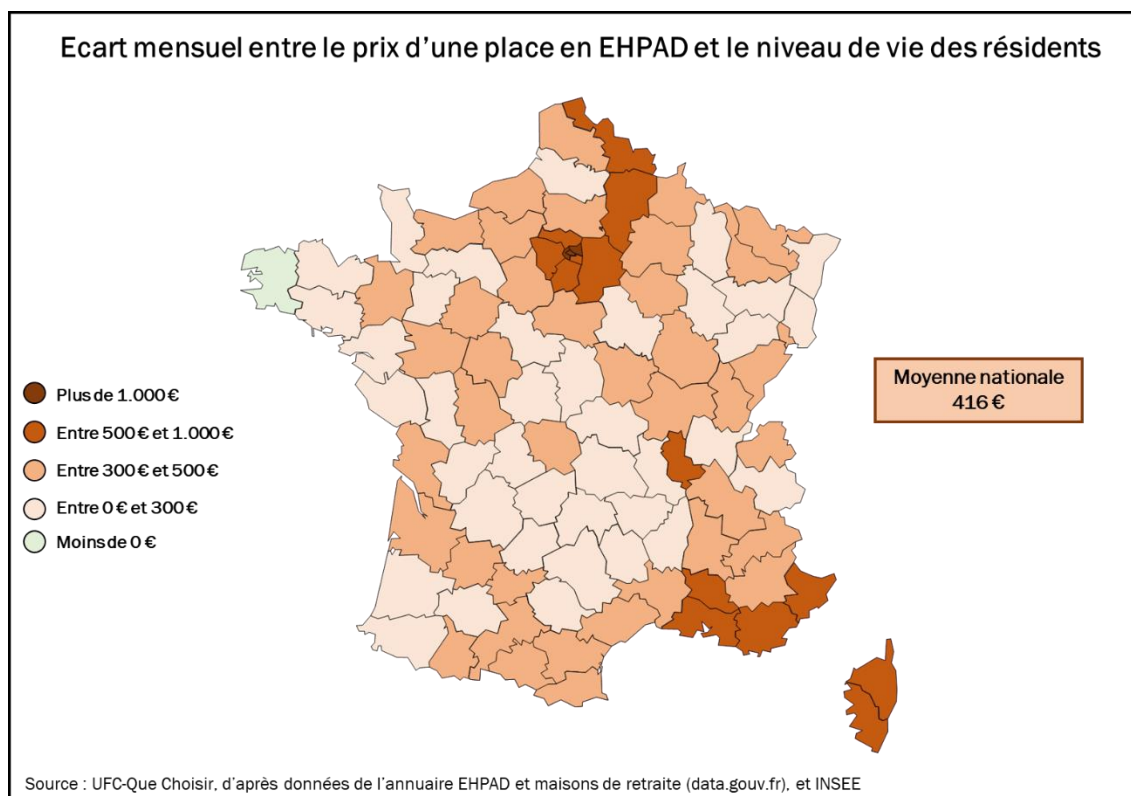 Ecart mensuel entre le prix d'une place en EHPAD et le niveau de vie des résidents
Plus de 1.000 €
Entre 500 € et 1.000 €
Entre 300 € et 500 €
Entre 0 € et 300 €
Moins de 0 €
Moyenne nationale
416 €
Source : UFC-Que Choisir, d'après données de l'annuaire EHPAD et maisons de retraite (data.gouv.fr), et INSEE